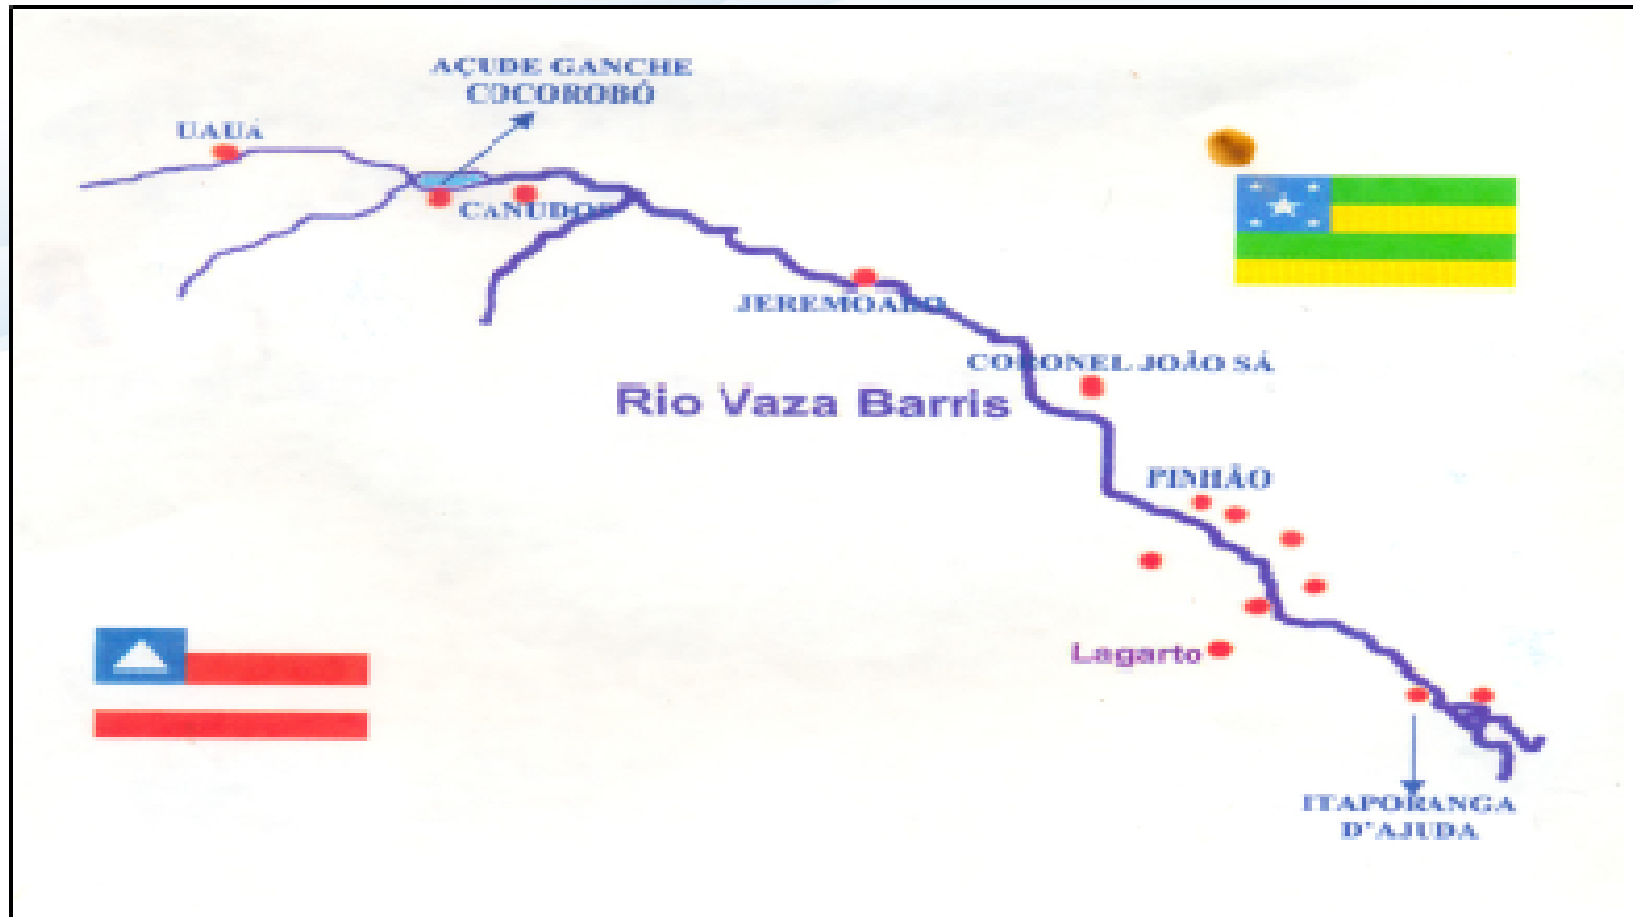 AÇUDE GANCHE
COCOROBÓ
UAUÁ
CANUDOS
JEREMOABO
CORONEL JOÃO SÁ
Rio Vaza Barris
PINHÃO
Lagarto
ITAPORANGA
D'AJUDA